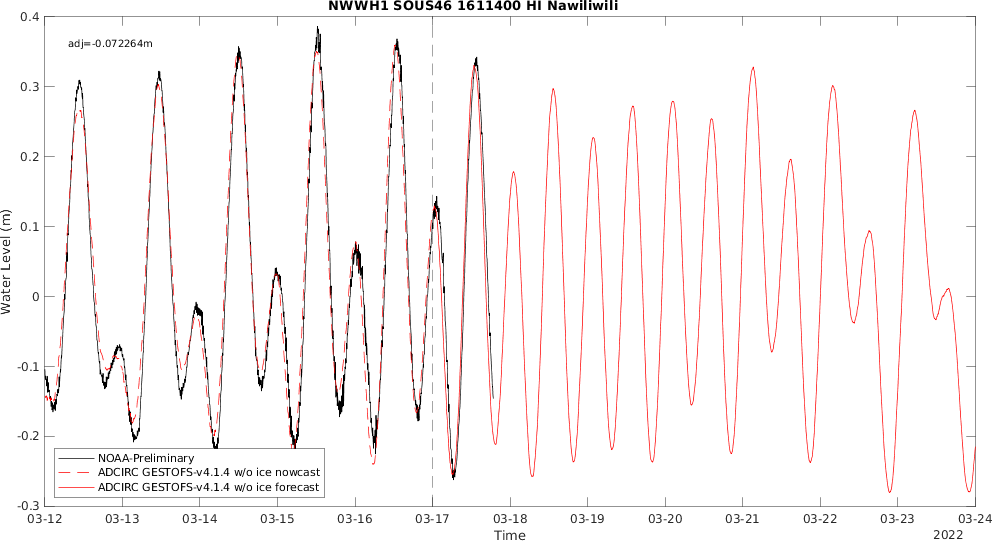 NWWH1 SOUS46 1611400 HI Nawiliwili
adj=-0.072264m
Water Level (m)
0.4
0.3
0.2
0.1
0
-0.1
-0.2
-0.3
NOAA-Preliminary
ADCIRC GESTOFS-v4.1.4 w/o ice nowcast
ADCIRC GESTOFS-v4.1.4 w/o ice forecast
03-12 03-13 03-14 03-15 03-16 03-17 03-18 03-19 03-20 03-21 03-22 03-23 03-24
Time
2022